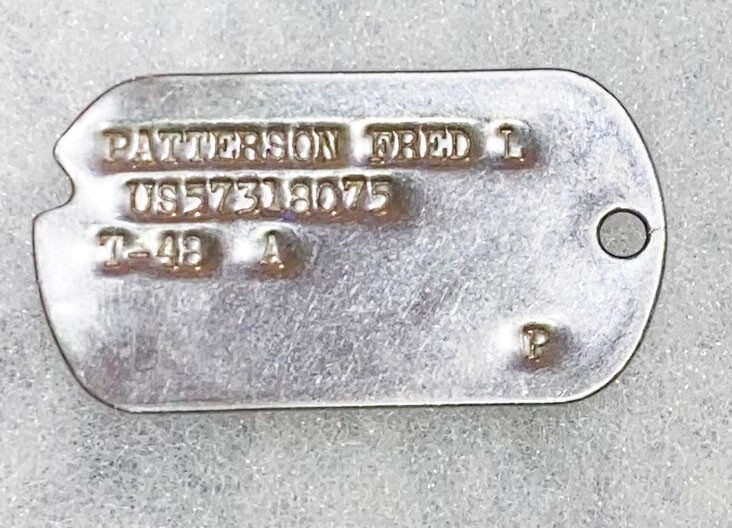 PATTERSON FRED L
US57318075
T-48 A
P